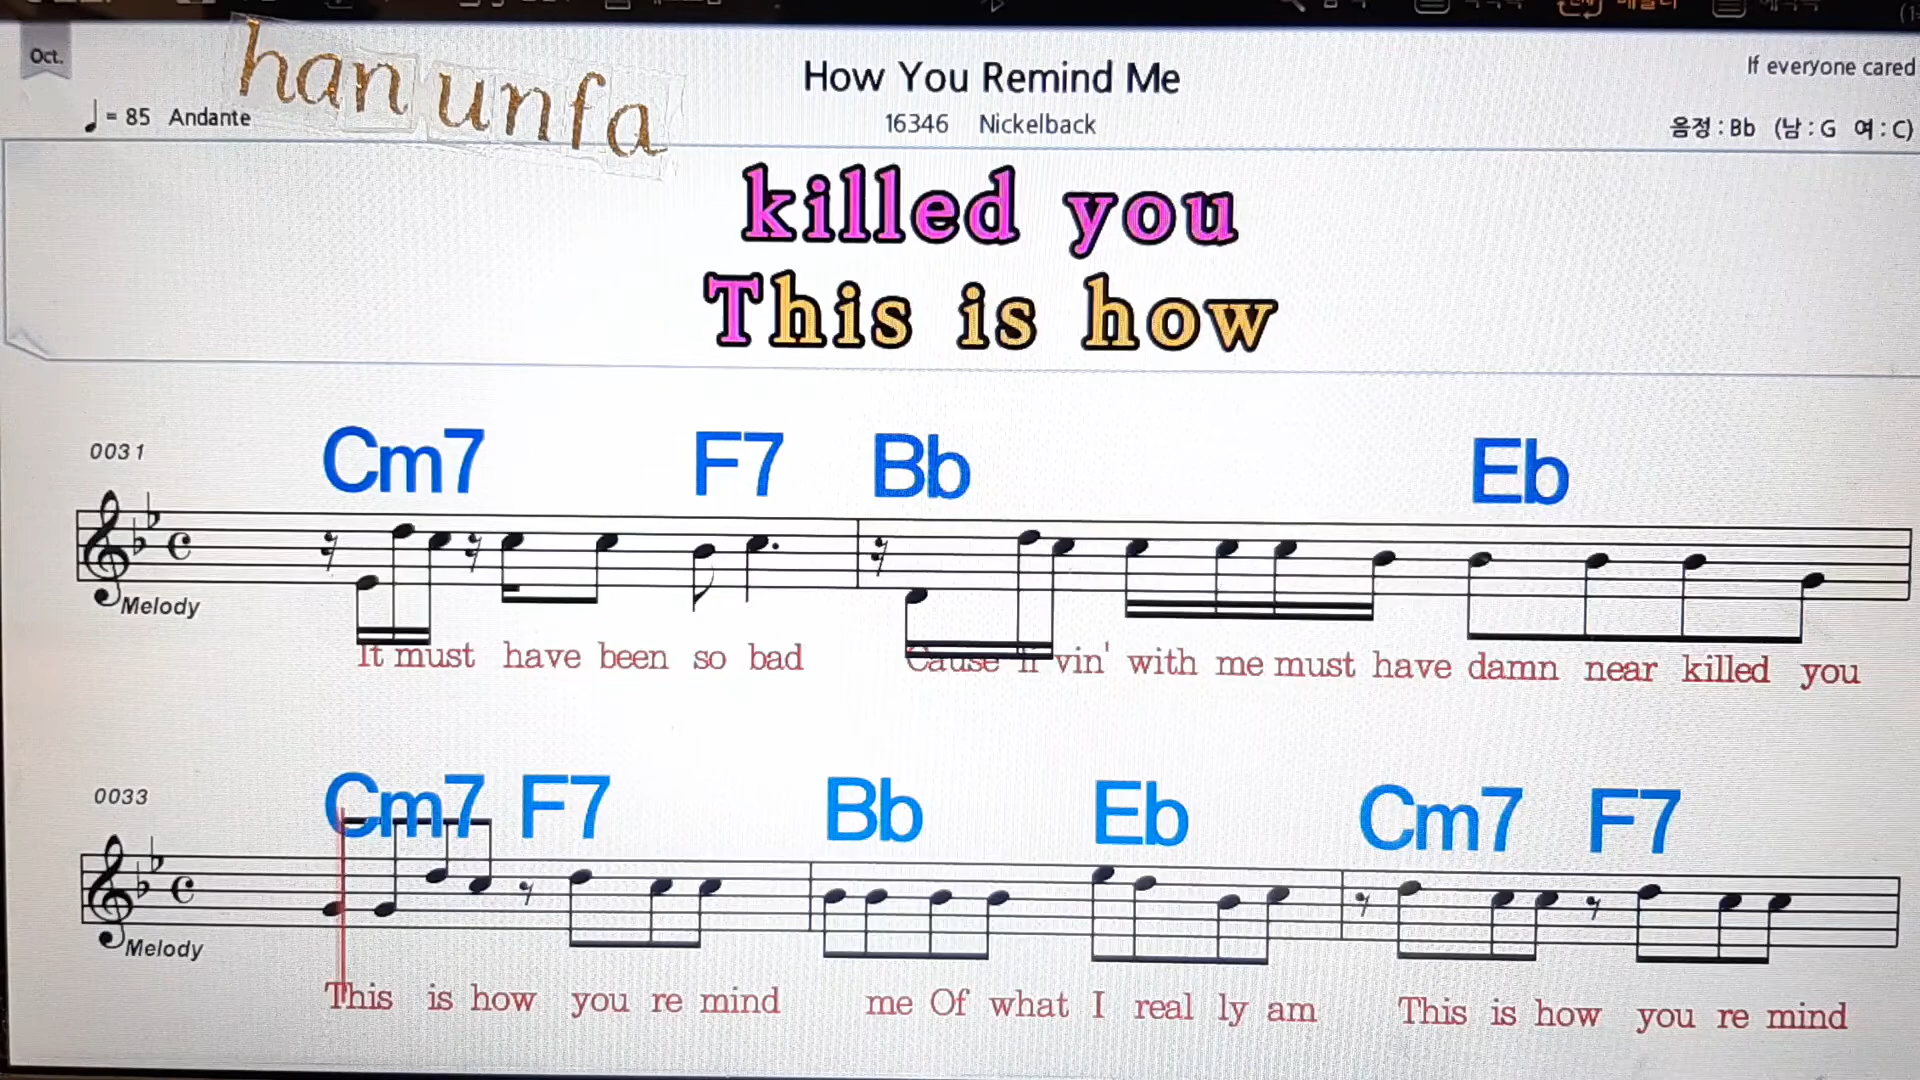 Oct.
han unfa
How You Remind Me
If everyone cared
= 85 Andante
16346 Nickelback
음정 : Bb (남 : G 여 : C)
killed you
This is how
0031
Cm7 F7 Bb Eb
Melody
It must have been so bad Cause li vin' with me must have damn near killed you
0033
Cm7 F7 Bb Eb Cm7 F7
Melody
This is how you re mind me Of what I real ly am This is how you re mind